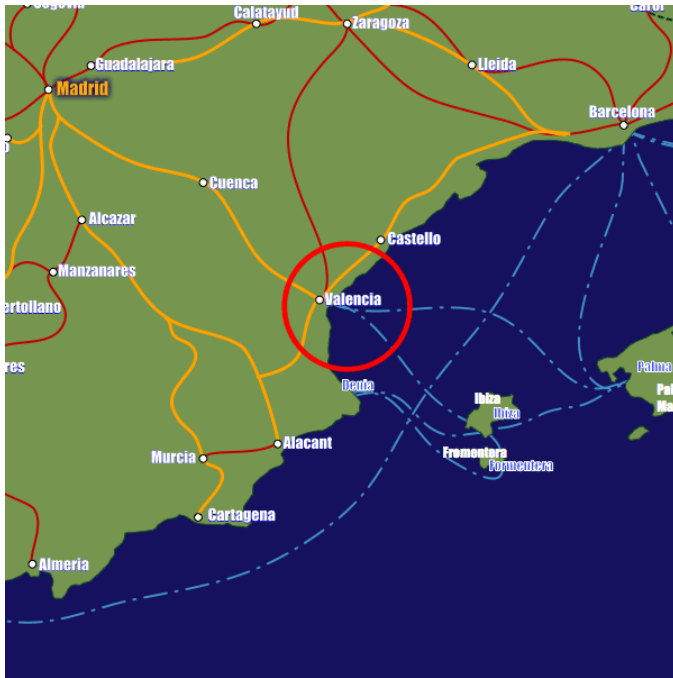 Calatayud
Zaragoza
Guadalajara
Lleida
Madrid
Barcelona
Cuenca
Alcazar
Castello
Manzanares
Valencia
Palma
Denia
Ibiza
Ibiza
Murcia
Alacant
Fromentera
Formentera
Cartagena
Almeria